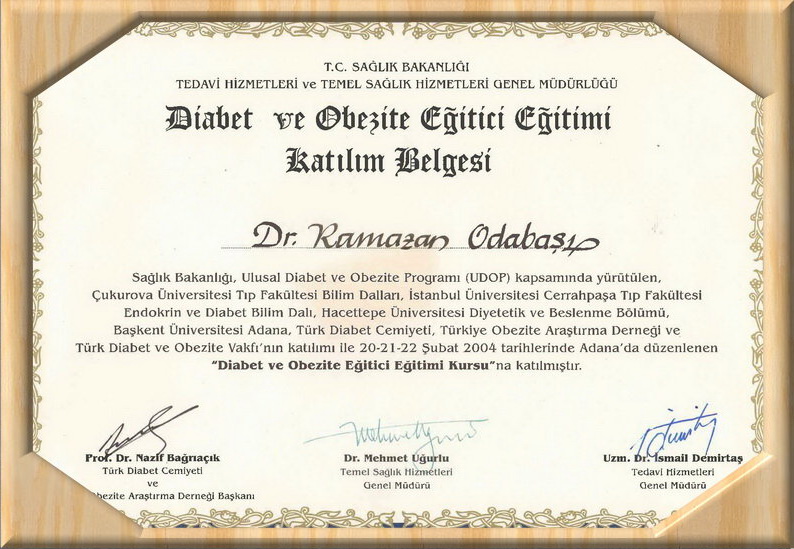 T.C. SAĞLIK BAKANLIĞI
TEDAVİ HİZMETLERİ ve TEMEL SAĞLIK HİZMETLERİ GENEL MÜDÜRLÜĞÜ
Diabet ve Obezite Eğitici Eğitimi
Katılım Belgesi
Dr. Ramazan Odabaşı
Sağlık Bakanlığı, Ulusal Diabet ve Obezite Programı (UDOP) kapsamında yürütülen,
Çukurova Üniversitesi Tıp Fakültesi Bilim Dalları, İstanbul Üniversitesi Cerrahpaşa Tıp Fakültesi
Endokrin ve Diabet Bilim Dalı, Hacettepe Üniversitesi Diyetetik ve Beslenme Bölümü,
Başkent Üniversitesi Adana, Türk Diabet Cemiyeti, Türkiye Obezite Araştırma Derneği ve
Türk Diabet ve Obezite Vakfı'nın katılımı ile 20-21-22 Şubat 2004 tarihlerinde Adana'da düzenlenen
"Diabet ve Obezite Eğitici Eğitimi Kursu"na katılmıştır.
Prof. Dr. Nazif Bağrıaçık
Türk Diabet Cemiyeti
ve
bezite Araştırma Derneği Başkanı
Dr. Mehmet Uğurlu
Temel Sağlık Hizmetleri
Genel Müdürü
Uzm. Dr. İsmail Demirtaş
Tedavi Hizmetleri
Genel Müdürü